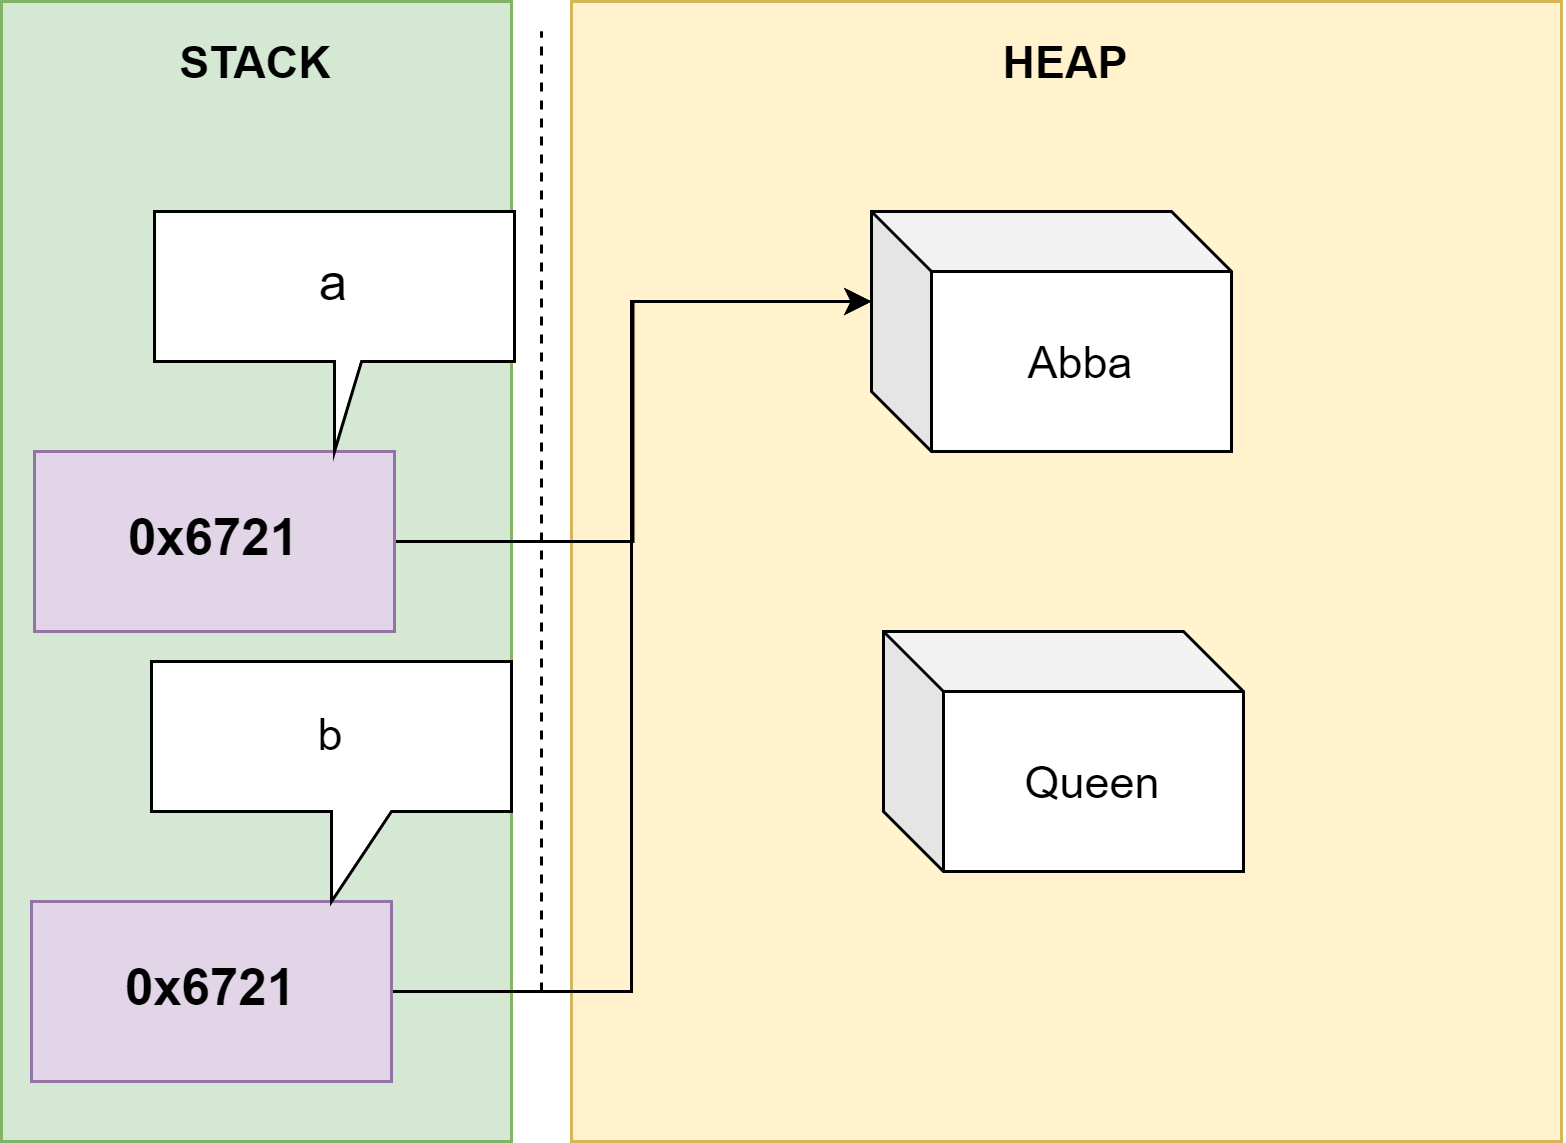 STACK
HEAP
a
Abba
0x6721
b
Queen
0x6721